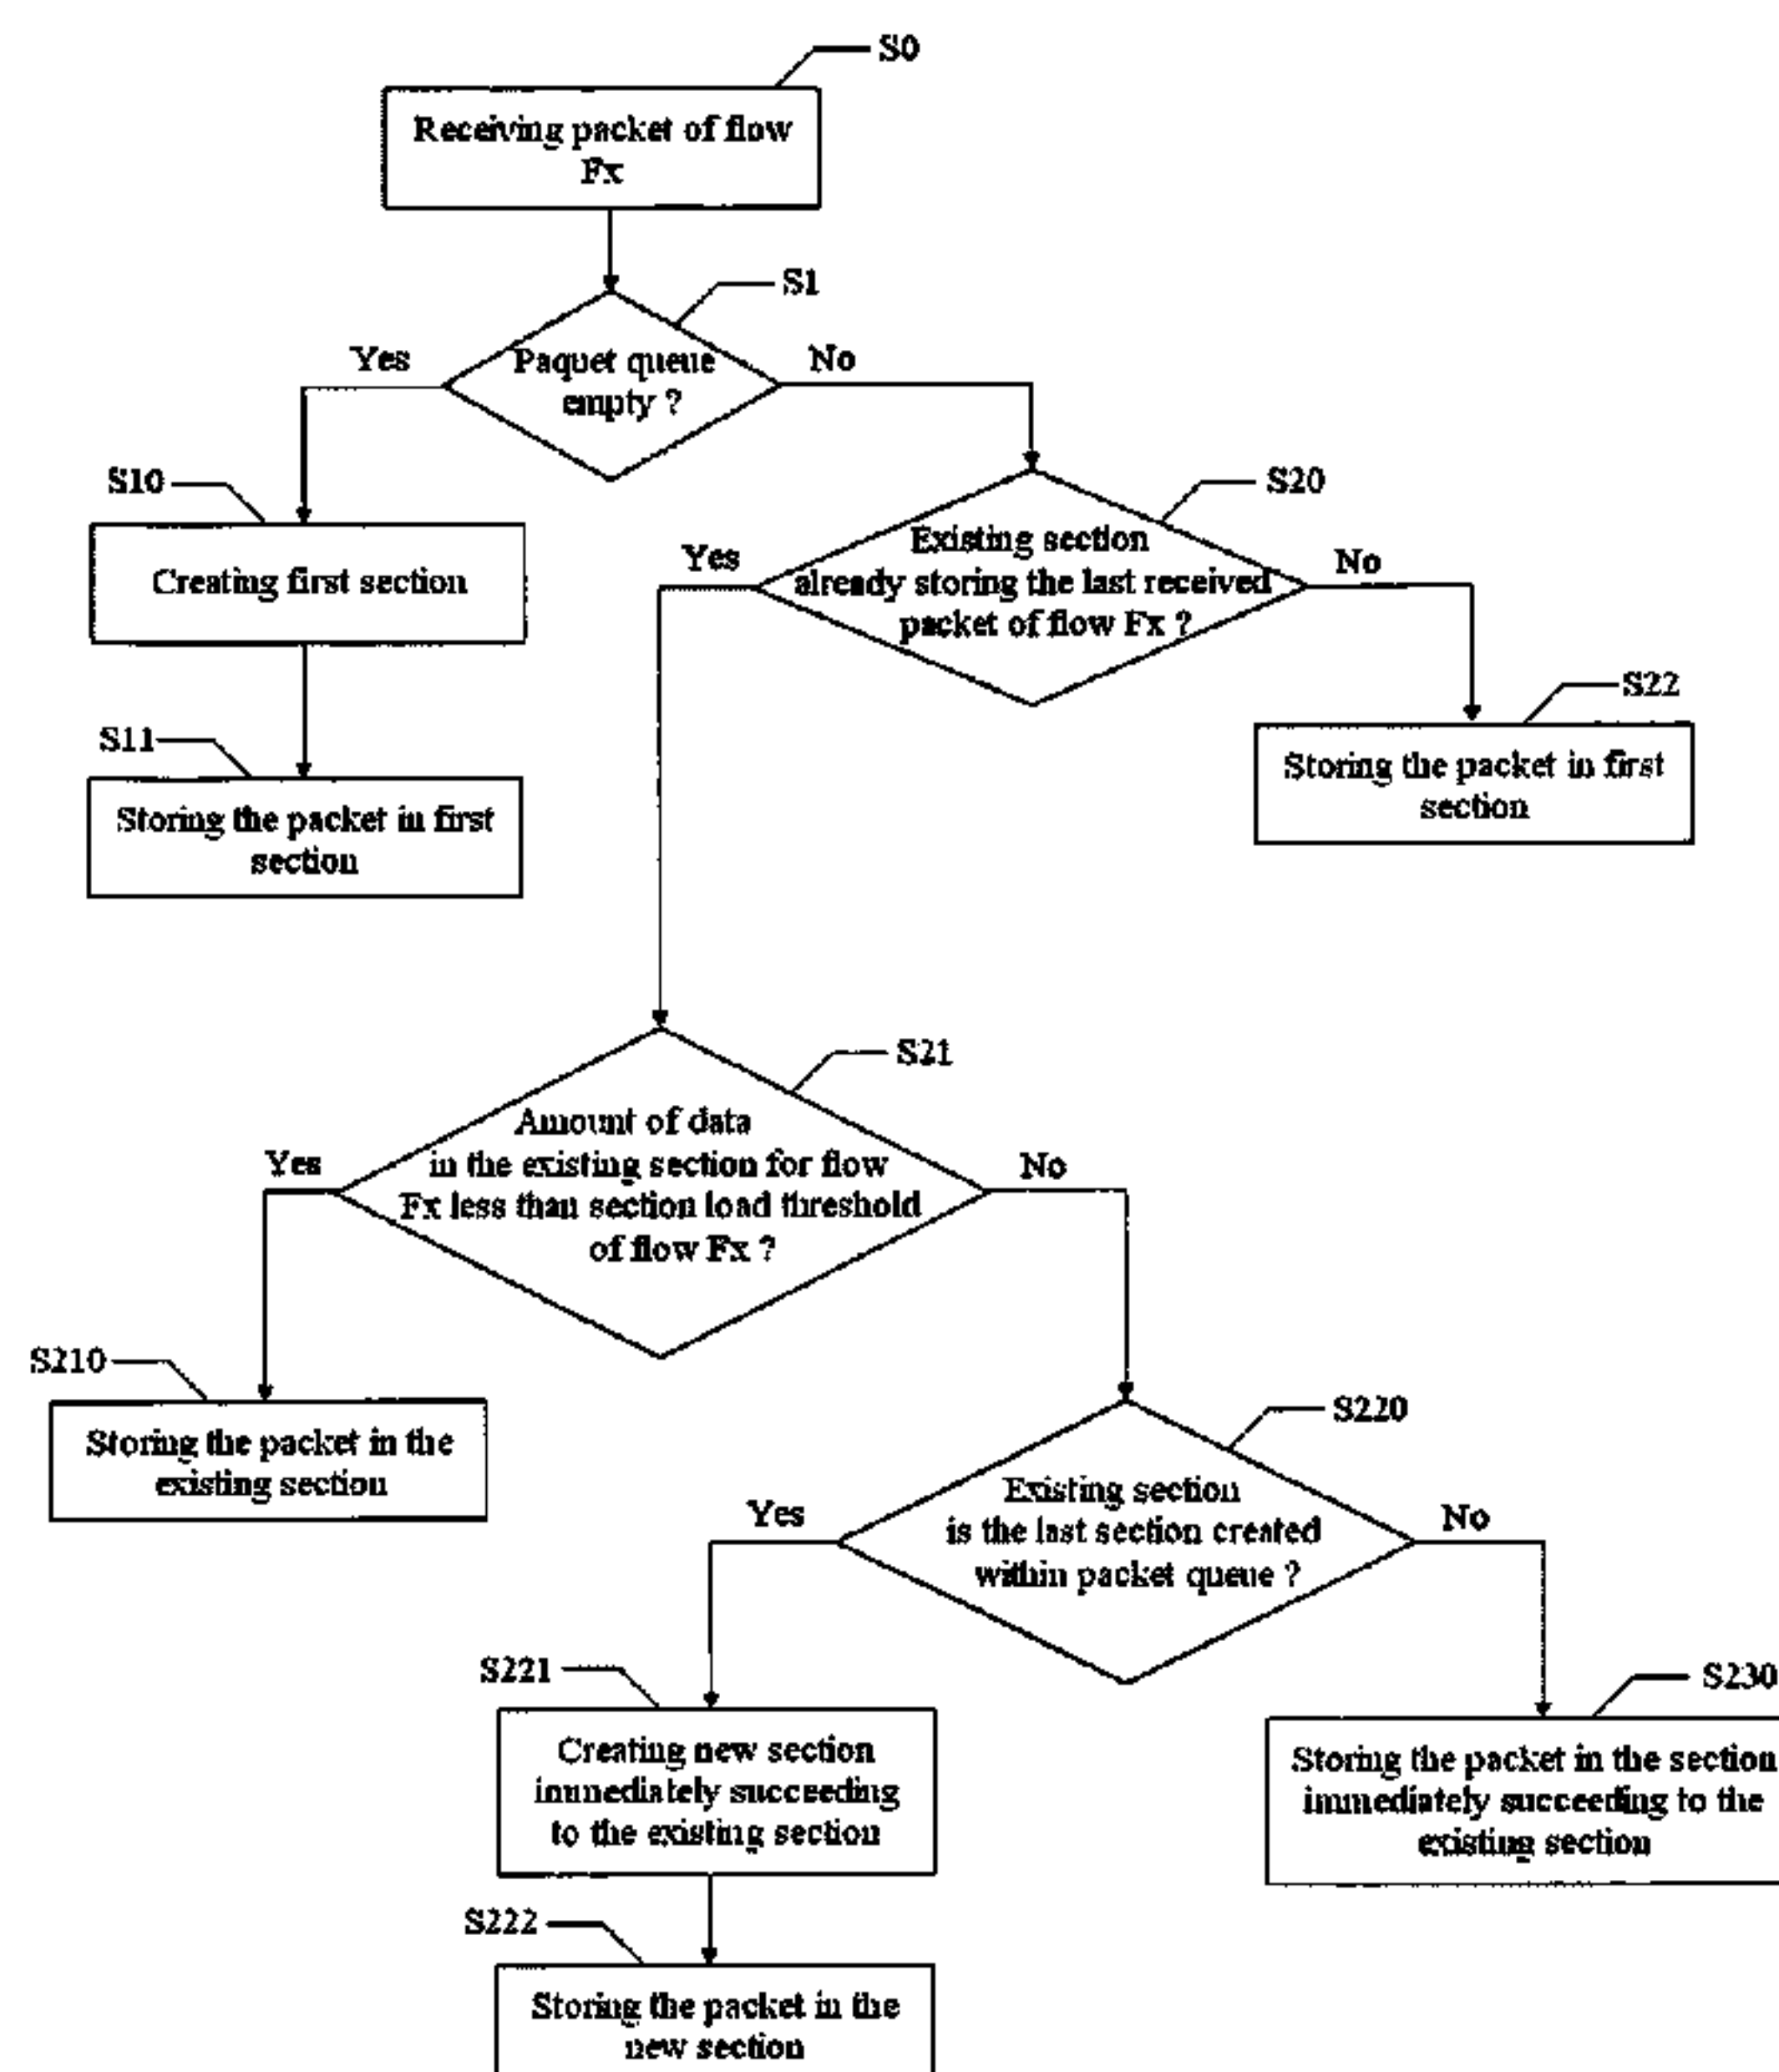 S0
Receiving packet of flow
Fx
S1
Yes
Paquet queue
empty ?
No
S10
S20
Creating first section
Yes
Existing section
already storing the last received
packet of flow Fx ?
No
S22
S11
Storing the packet in first
section
Storing the packet in first
section
S21
Yes
Amount of data
in the existing section for flow
Fx less than section load threshold
of flow Fx ?
No
S210
S220
Storing the packet in the
existing section
Yes
Existing section
is the last section created
within packet queue ?
No
S221
S230
Creating new section
immediately succeeding
to the existing section
Storing the packet in the section
immediately succeeding to the
existing section
S222
Storing the packet in the
new section